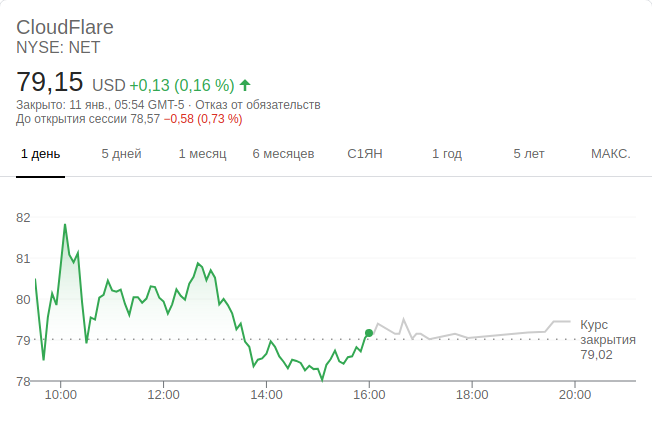 CloudFlare
NYSE: NET
79,15 USD +0,13 (0,16 %)
Закрыто: 11 янв., 05:54 GMT-5 · Отказ от обязательств
До открытия сессии 78,57 −0,58 (0,73 %)
1 день 5 дней 1 месяц 6 месяцев С1ЯН 1 год 5 лет МАКС.
82
81
80
79
78
Курс
закрытия
79,02
10:00 12:00 14:00 16:00 18:00 20:00